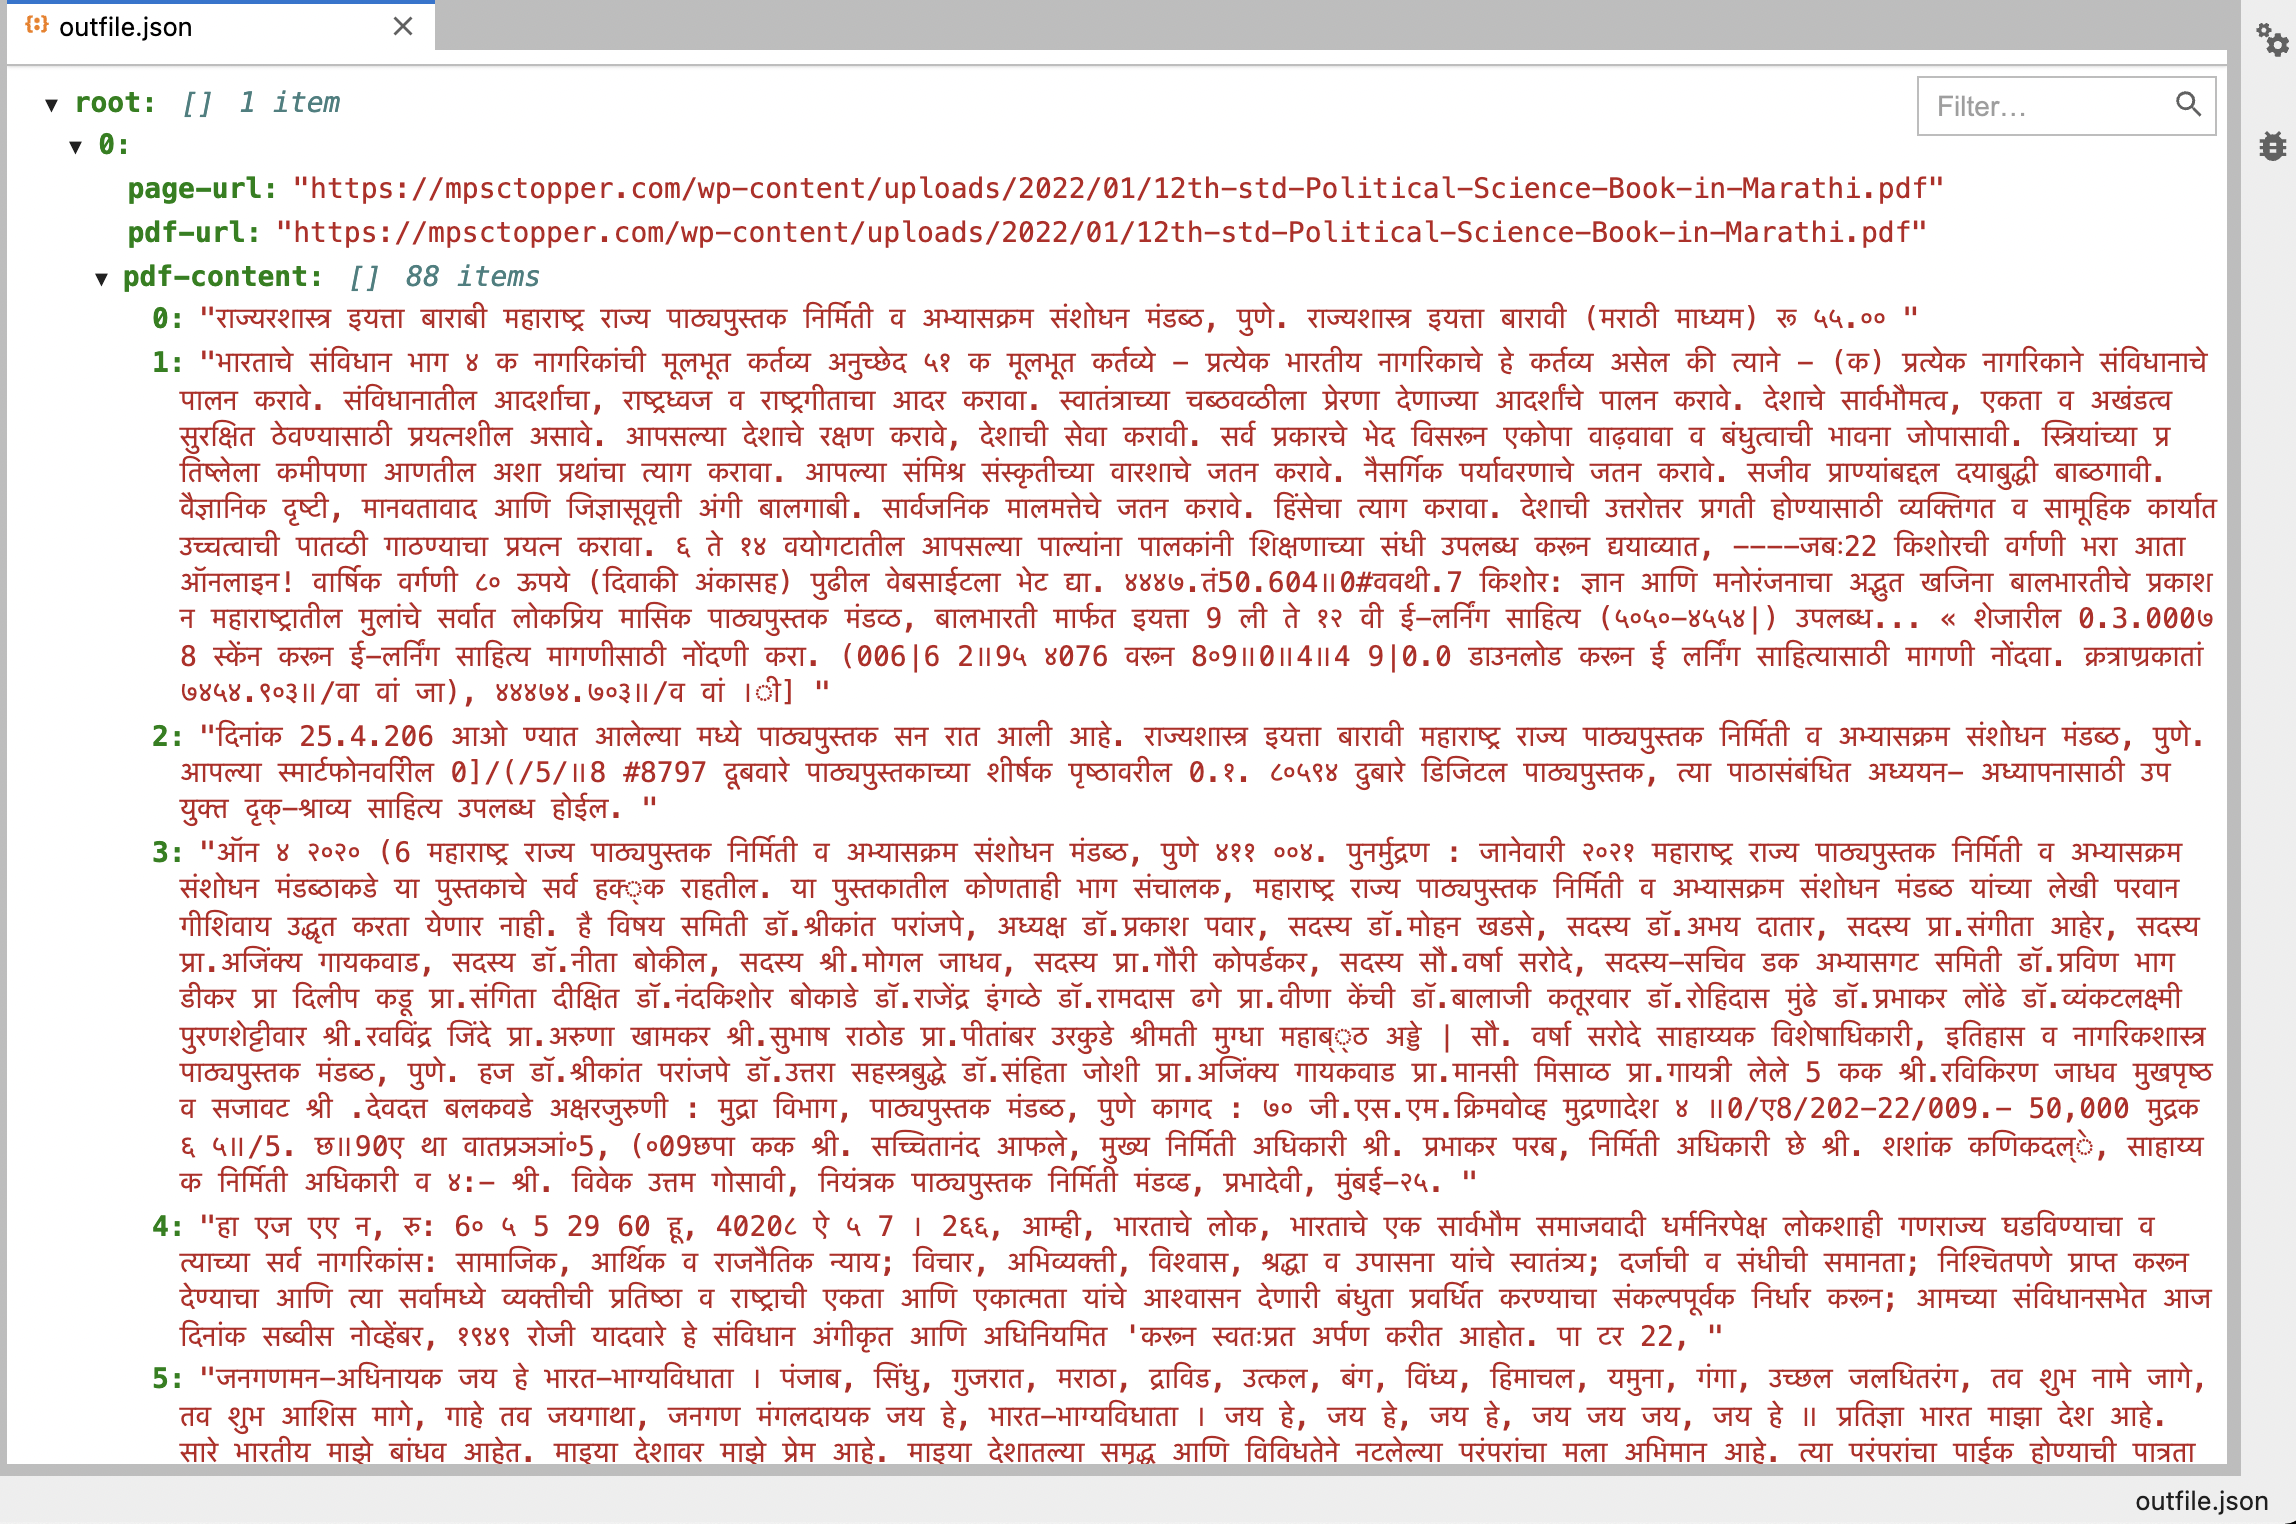 outfile.json
root: [] 1 item
Filter...
0:
page-url: "https://mpsctopper.com/wp-content/uploads/2022/01/12th-std-Political-Science-Book-in-Marathi.pdf"
pdf-url: "https://mpsctopper.com/wp-content/uploads/2022/01/12th-std-Political-Science-Book-in-Marathi.pdf"
pdf-content: [] 88 items
0: "राज्यरशास्त्र इयत्ता बाराबी महाराष्ट्र राज्य पाठ्यपुस्तक निर्मिती व अभ्यासक्रम संशोधन मंडब्ठ, पुणे. राज्यशास्त्र इयत्ता बारावी (मराठी माध्यम) रू ५५.०० "
1: "भारताचे संविधान भाग ४ क नागरिकांची मूलभूत कर्तव्य अनुच्छेद ५१ क मूलभूत कर्तव्ये - प्रत्येक भारतीय नागरिकाचे हे कर्तव्य असेल की त्याने - (क) प्रत्येक नागरिकाने संविधानाचे
पालन करावे. संविधानातील आदर्शाचा, राष्ट्रध्वज व राष्ट्रगीताचा आदर करावा. स्वातंत्राच्या चब्ठवव्ठीला प्रेरणा देणाज्या आदर्शांचे पालन करावे. देशाचे सार्वभौमत्व, एकता व अखंडत्व
सुरक्षित ठेवण्यासाठी प्रयत्नशील असावे. आपसल्या देशाचे रक्षण करावे, देशाची सेवा करावी. सर्व प्रकारचे भेद विसरून एकोपा वाढ़वावा व बंधुत्वाची भावना जोपासावी. स्त्रियांच्या प्र
तिष्लेला कमीपणा आणतील अशा प्रथांचा त्याग करावा. आपल्या संमिश्र संस्कृतीच्या वारशाचे जतन करावे. नैसर्गिक पर्यावरणाचे जतन करावे. सजीव प्राण्यांबद्दल दयाबुद्धी बाब्ठगावी.
वैज्ञानिक दृष्टी, मानवतावाद आणि जिज्ञासूवृत्ती अंगी बालगाबी. सार्वजनिक मालमत्तेचे जतन करावे. हिंसेचा त्याग करावा. देशाची उत्तरोत्तर प्रगती होण्यासाठी व्यक्तिगत व सामूहिक कार्यात
उच्चत्वाची पातव्ठी गाठण्याचा प्रयत्न करावा. ६ ते १४ वयोगटातील आपसल्या पाल्यांना पालकांनी शिक्षणाच्या संधी उपलब्ध करून द्ययाव्यात, ----जबः22 किशोरची वर्गणी भरा आता
ऑनलाइन! वार्षिक वर्गणी ८० ऊपये (दिवाकी अंकासह) पुढील वेबसाईटला भेट द्या. ४४४७.तं50.604॥0#ववथी.7 किशोर: ज्ञान आणि मनोरंजनाचा अद्भुत खजिना बालभारतीचे प्रकाश
न महाराष्ट्रातील मुलांचे सर्वात लोकप्रिय मासिक पाठ्यपुस्तक मंडव्ठ, बालभारती मार्फत इयत्ता 9 ली ते १२ वी ई-लर्निंग साहित्य (५०५०-४५५४|) उपलब्ध... « शेजारील 0.3.000७
8 स्केंन करून ई-लर्निंग साहित्य मागणीसाठी नोंदणी करा. (006|6 2॥9५ ४076 वरून 8०9॥0॥4॥4 9|0.0 डाउनलोड करून ई लर्निंग साहित्यासाठी मागणी नोंदवा. क्रत्राण्रकातां
७४५४.९०३॥/वा वां जा), ४४४७४.७०३॥/व वां ।ी] "
2: "दिनांक 25.4.206 आओ ण्यात आलेल्या मध्ये पाठ्यपुस्तक सन रात आली आहे. राज्यशास्त्र इयत्ता बारावी महाराष्ट्र राज्य पाठ्यपुस्तक निर्मिती व अभ्यासक्रम संशोधन मंडब्ठ, पुणे.
आपल्या स्मार्टफोनवरिील 0]/(/5/॥8 #8797 दूबवारे पाठ्यपुस्तकाच्या शीर्षक पृष्ठावरील 0.१. ८०५९४ दुबारे डिजिटल पाठ्यपुस्तक, त्या पाठासंबंधित अध्ययन- अध्यापनासाठी उप
युक्त दृक्-श्राव्य साहित्य उपलब्ध होईल. "
3: "ऑन ४ २०२० (6 महाराष्ट्र राज्य पाठ्यपुस्तक निर्मिती व अभ्यासक्रम संशोधन मंडब्ठ, पुणे ४११ ००४. पुनर्मुद्रण : जानेवारी २०२१ महाराष्ट्र राज्य पाठ्यपुस्तक निर्मिती व अभ्यासक्रम
संशोधन मंडब्ठाकडे या पुस्तकाचे सर्व हक्‍्क राहतील. या पुस्तकातील कोणताही भाग संचालक, महाराष्ट्र राज्य पाठ्यपुस्तक निर्मिती व अभ्यासक्रम संशोधन मंडब्ठ यांच्या लेखी परवान
गीशिवाय उद्धृत करता येणार नाही. है विषय समिती डॉ.श्रीकांत परांजपे, अध्यक्ष डॉ.प्रकाश पवार, सदस्य डॉ.मोहन खडसे, सदस्य डॉ.अभय दातार, सदस्य प्रा.संगीता आहेर, सदस्य
प्रा.अजिंक्य गायकवाड, सदस्य डॉ.नीता बोकील, सदस्य श्री.मोगल जाधव, सदस्य प्रा.गौरी कोपर्डकर, सदस्य सौ.वर्षा सरोदे, सदस्य-सचिव डक अभ्यासगट समिती डॉ.प्रविण भाग
डीकर प्रा दिलीप कडू प्रा.संगिता दीक्षित डॉ.नंदकिशोर बोकाडे डॉ.राजेंद्र इंगव्ठे डॉ.रामदास ढगे प्रा.वीणा केंची डॉ.बालाजी कतूरवार डॉ.रोहिदास मुंढे डॉ.प्रभाकर लोंढे डॉ.व्यंकटलक्ष्मी
पुरणशेट्टीवार श्री.रवविंद्र जिंदे प्रा.अरुणा खामकर श्री.सुभाष राठोड प्रा.पीतांबर उरकुडे श्रीमती मुग्धा महाब्‍्ठ अड्डे | सौ. वर्षा सरोदे साहाय्यक विशेषाधिकारी, इतिहास व नागरिकशास्त्र
पाठ्यपुस्तक मंडब्ठ, पुणे. हज डॉ.श्रीकांत परांजपे डॉ.उत्तरा सहस्त्रबुद्धे डॉ.संहिता जोशी प्रा.अजिंक्य गायकवाड प्रा.मानसी मिसाव्ठ प्रा.गायत्री लेले 5 कक श्री.रविकिरण जाधव मुखपृष्ठ
व सजावट श्री .देवदत्त बलकवडे अक्षरजुरुणी : मुद्रा विभाग, पाठ्यपुस्तक मंडब्ठ, पुणे कागद : ७० जी.एस.एम.क्रिमवोव्ह मुद्रणादेश ४ ॥0/ए8/202-22/009.- 50,000 मुद्रक
६ ५॥/5. छ॥90ए था वातप्रञञां०5, (०09छपा कक श्री. सच्चितानंद आफले, मुख्य निर्मिती अधिकारी श्री. प्रभाकर परब, निर्मिती अधिकारी छे श्री. शशांक कणिकदल्‍े, साहाय्य
क निर्मिती अधिकारी व ४:- श्री. विवेक उत्तम गोसावी, नियंत्रक पाठ्यपुस्तक निर्मिती मंडव्ड, प्रभादेवी, मुंबई-२५. "
4: "हा एज एए न, रु: 6० ५ 5 29 60 हू, 4020८ ऐ ५ 7 । 2६६, आम्ही, भारताचे लोक, भारताचे एक सार्वभौम समाजवादी धर्मनिरपेक्ष लोकशाही गणराज्य घडविण्याचा व
त्याच्या सर्व नागरिकांस: सामाजिक, आर्थिक व राजनैतिक न्याय; विचार, अभिव्यक्ती, विश्वास, श्रद्धा व उपासना यांचे स्वातंत्र्य; दर्जाची व संधीची समानता; निश्चितपणे प्राप्त करून
देण्याचा आणि त्या सर्वामध्ये व्यक्तीची प्रतिष्ठा व राष्ट्राची एकता आणि एकात्मता यांचे आश्वासन देणारी बंधुता प्रवर्धित करण्याचा संकल्पपूर्वक निर्धार करून; आमच्या संविधानसभेत आज
दिनांक सब्वीस नोव्हेंबर, १९४९ रोजी यादवारे हे संविधान अंगीकृत आणि अधिनियमित 'करून स्वतःप्रत अर्पण करीत आहोत. पा टर 22, "
5: "जनगणमन-अधिनायक जय हे भारत-भाग्यविधाता । पंजाब, सिंधु, गुजरात, मराठा, द्राविड, उत्कल, बंग, विंध्य, हिमाचल, यमुना, गंगा, उच्छल जलधितरंग, तव शुभ नामे जागे,
तव शुभ आशिस मागे, गाहे तव जयगाथा, जनगण मंगलदायक जय हे, भारत-भाग्यविधाता । जय हे, जय हे, जय हे, जय जय जय, जय हे ॥ प्रतिज्ञा भारत माझा देश आहे.
सारे भारतीय माझे बांधव आहेत. माझ्या देशावर माझे प्रेम आहे. माझ्या देशातल्या समृद्ध आणि विविधतेने नटलेल्या परंपरांचा मला अभिमान आहे. त्या परंपरांचा पाईक होण्याची पात्रता
outfile.json